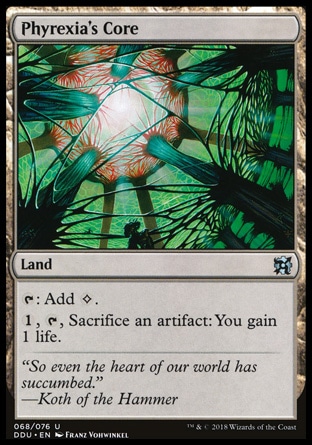 Phyrexia's Core
Land
: Add .
1, , Sacrifice an artifact: You gain
1 life.
"So even the heart of our world has
succumbed."
—Koth of the Hammer
068/076 U
DDU • EN Franz Vohwinkel
™ & © 2018 Wizards of the Coast